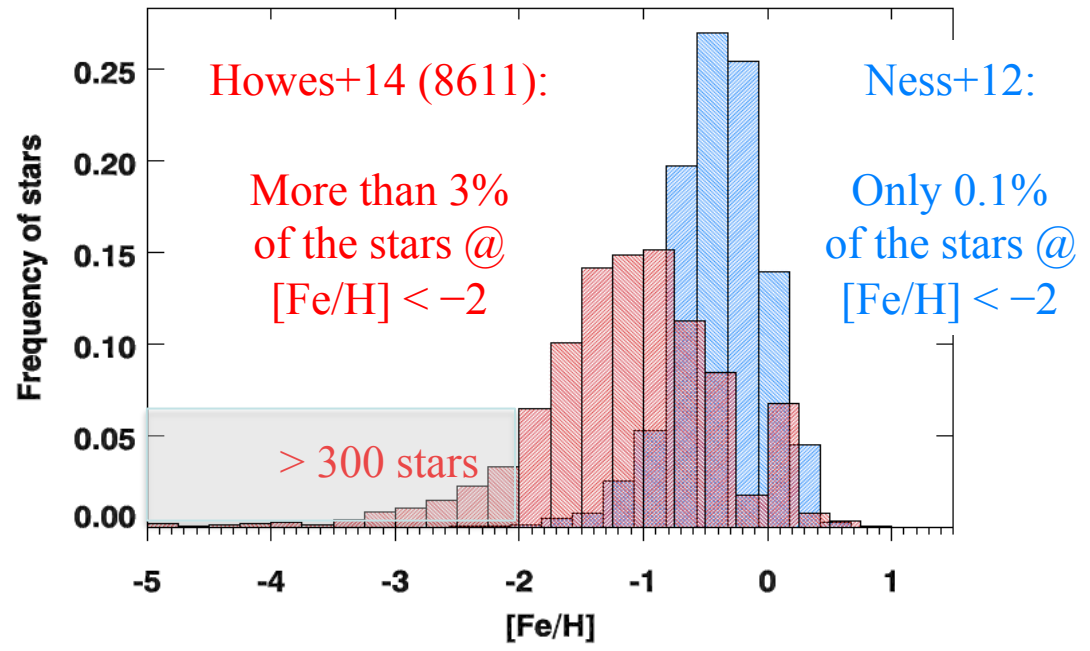 Howes+14 (8611):
More than 3%
of the stars @
[Fe/H] < −2
Ness+12:
Only 0.1%
of the stars @
[Fe/H] < −2
> 300 stars
Frequency of stars
0.25
0.20
0.15
0.10
0.05
0.00
-5 -4 -3 -2 -1 0 1
[Fe/H]